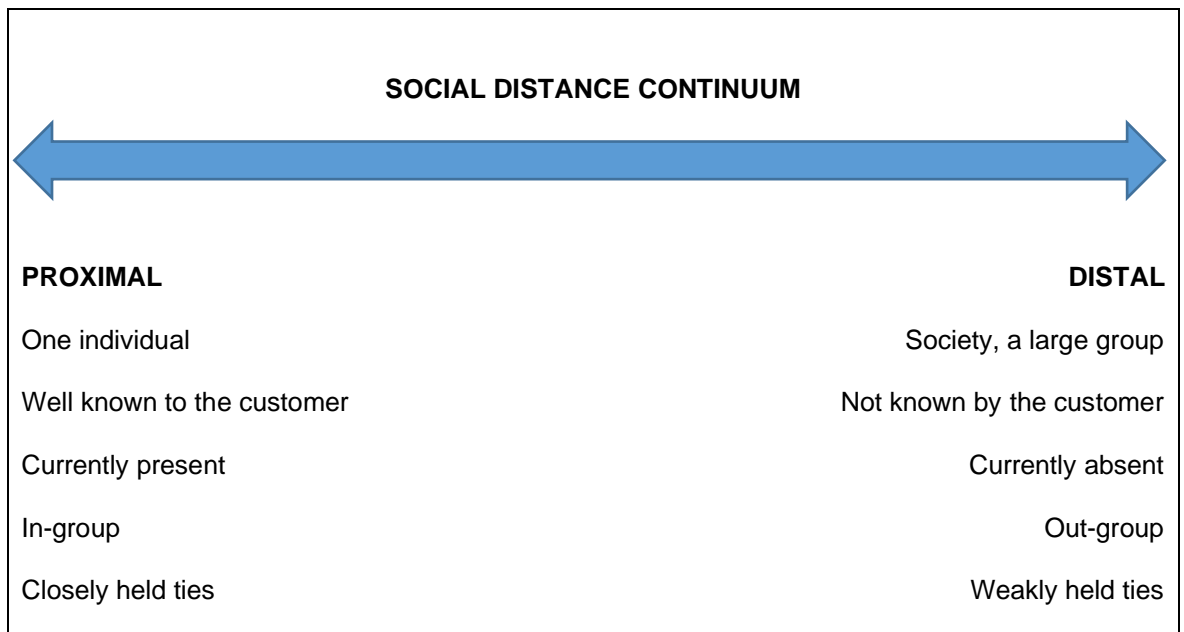 SOCIAL DISTANCE CONTINUUM
PROXIMAL DISTAL
One individual Society, a large group
Well known to the customer Not known by the customer
Currently present Currently absent
In-group Out-group
Closely held ties Weakly held ties